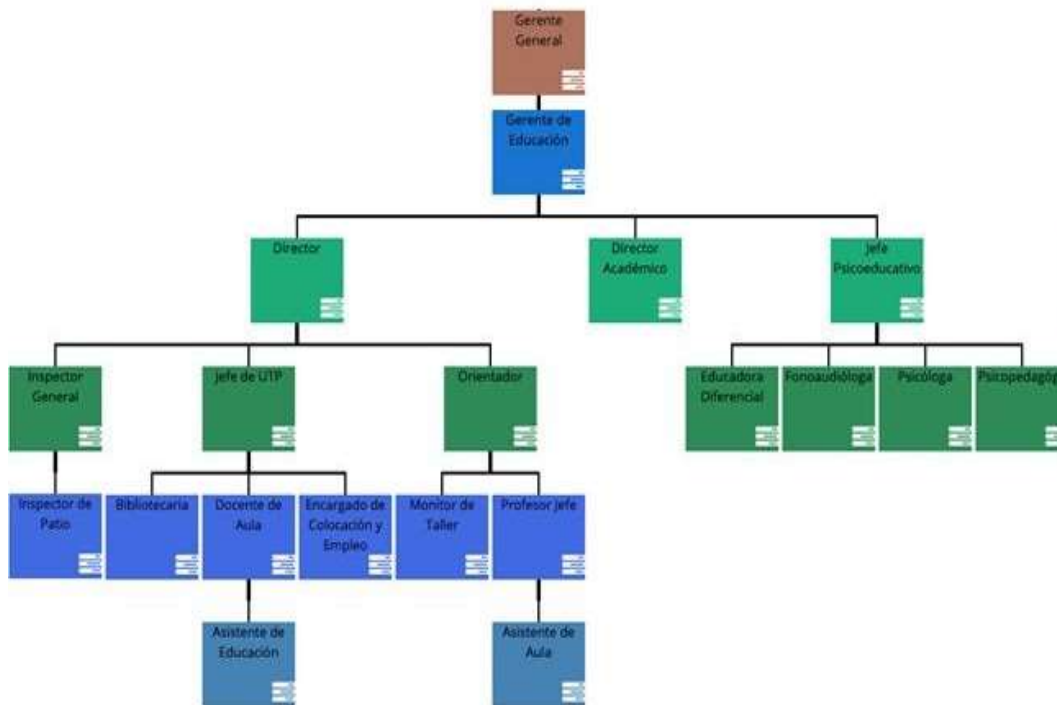 Gerente
General
Gerente de
Educación
Director
Director
Académico
Jefe
Psicoeducativo
Inspector
General
Jefe de UTP
Orientador
Educadora
Diferencial
Fonoaudióloga
Psicóloga
Psicopedagóg
Inspector de
Patio
Bibliotecaria
Docente de
Aula
Encargado de
Colocación y
Empleo
Monitor de
Taller
Profesor Jefe
Asistente de
Educación
Asistente de
Aula